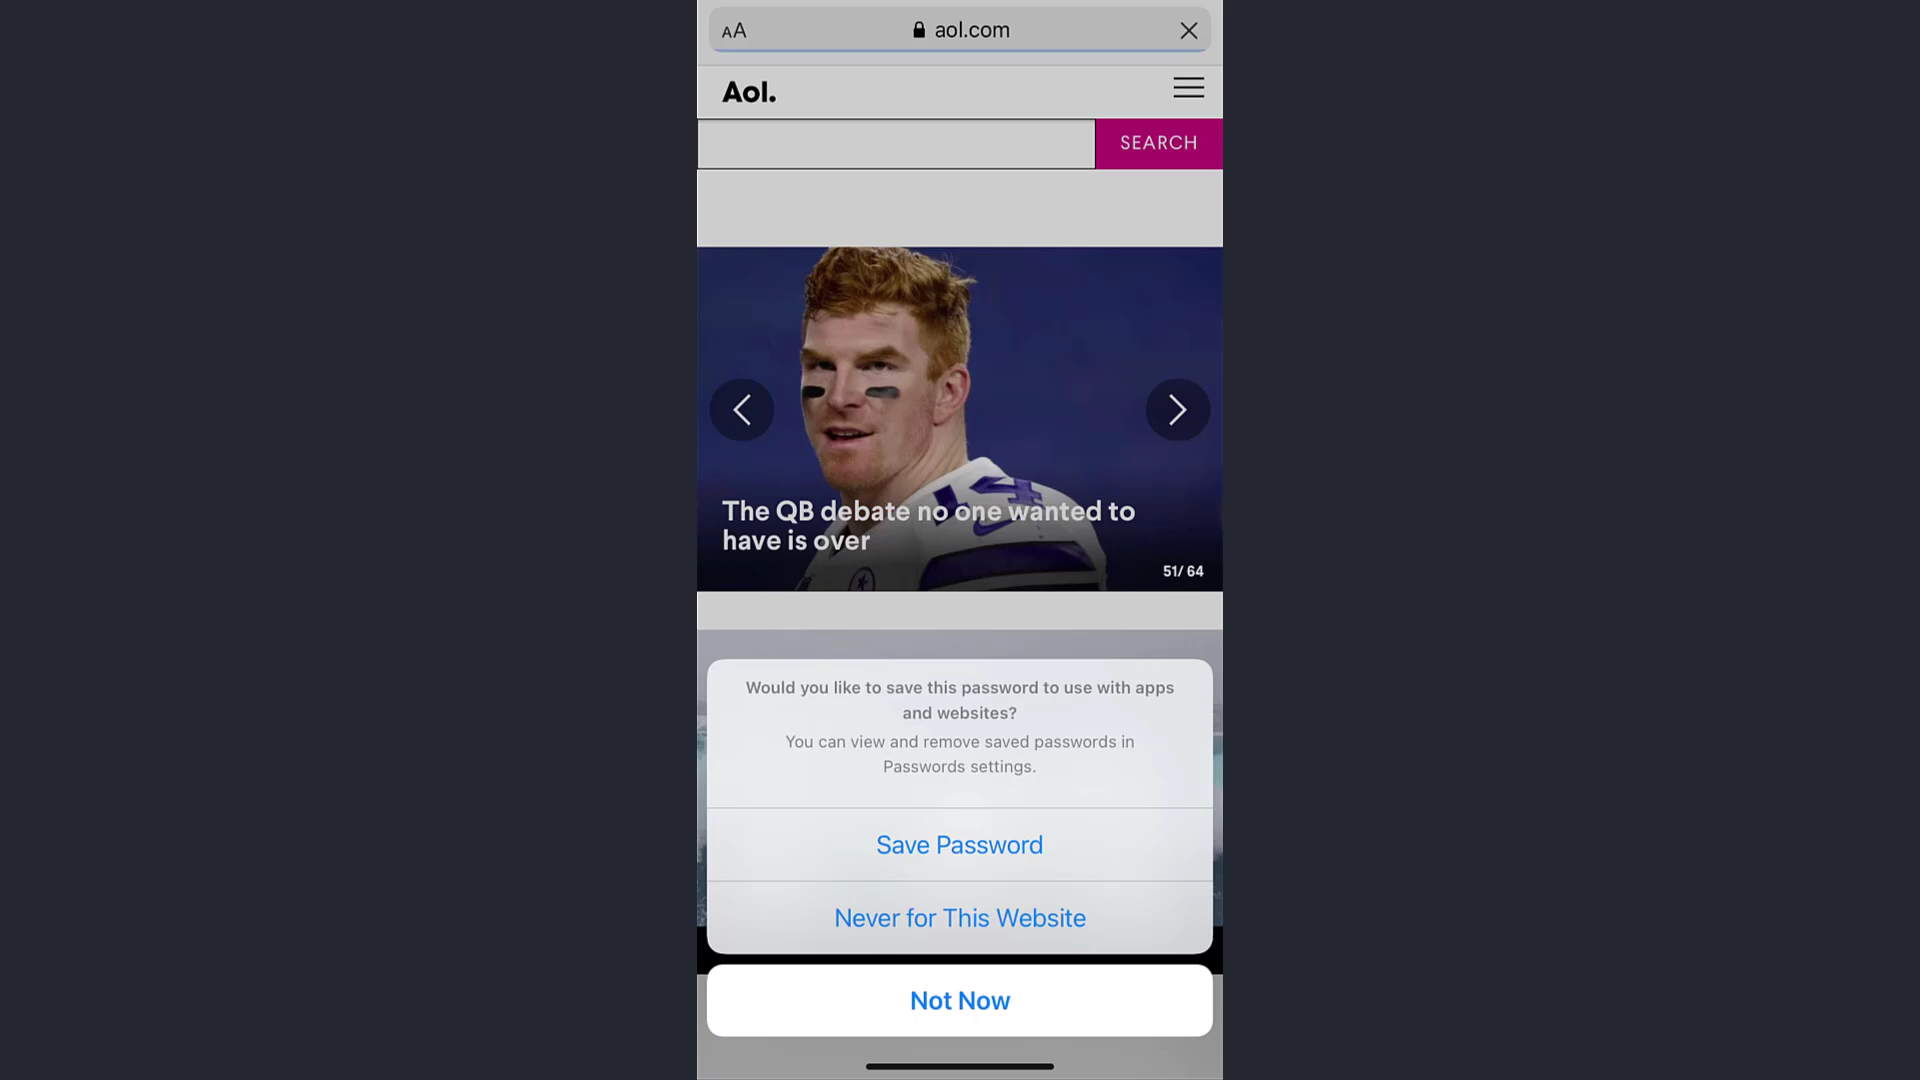 AA
aol.com
Aol.
SEARCH
14
The QB debate no one wanted to
have is over
51/ 64
Would you like to save this password to use with apps
and websites?
You can view and remove saved passwords in
Passwords settings.
Save Password
Never for This Website
Not Now